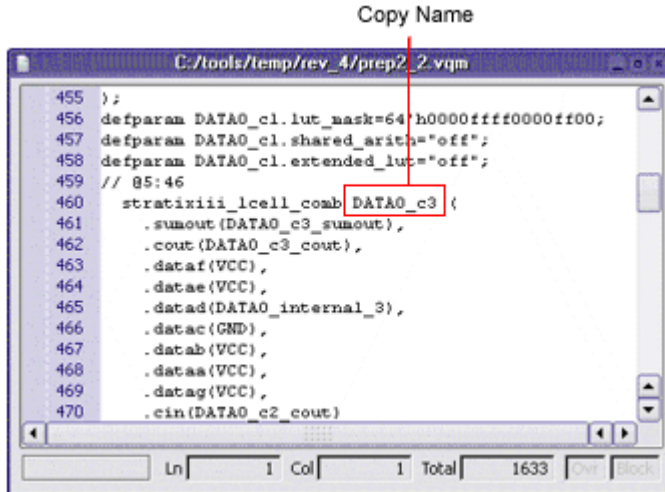 Copy Name
C:/tools/temp/rev_4/prep2_2.vqm
455 );
456 defparam DATA0_c1.lut_mask=64'h0000ffff0000ff00;
457 defparam DATA0_c1.shared_arith="off";
458 defparam DATA0_c1.extended_lut="off";
459 // @5:46
460 stratixiii_lcell_comb DATA0_c3 (
461 .sumout(DATA0_c3_sumout),
462 .cout(DATA0_c3_cout),
463 .dataf(VCC),
464 .datae(VCC),
465 .datad(DATA0_internal_3),
466 .datac(GND),
467 .datab(VCC),
468 .dataa(VCC),
469 .datag(VCC),
470 .cin(DATA0_c2_cout)
Ln 1 Col 1 Total 1633 Ovr Block